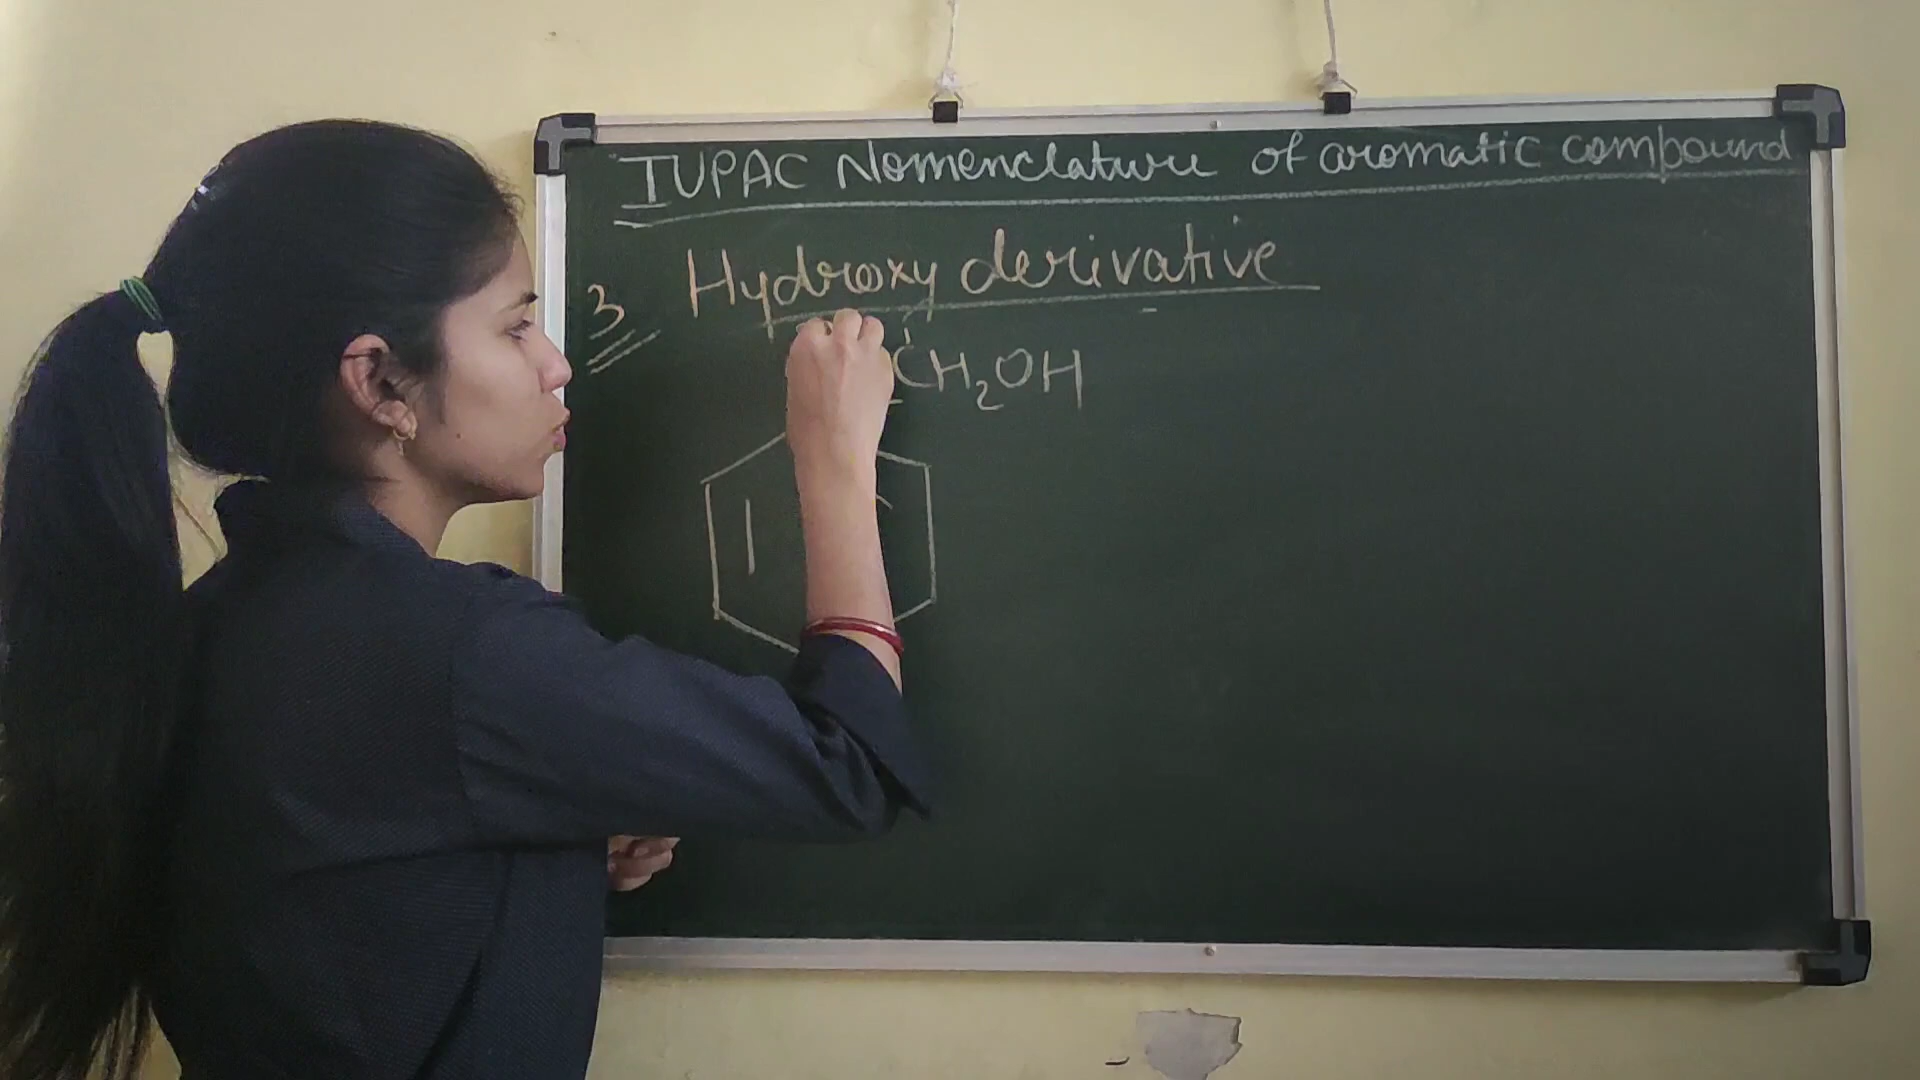 IUPAC Nomenclature of aromatic compound
3 Hydroxy derivative
CH2OH